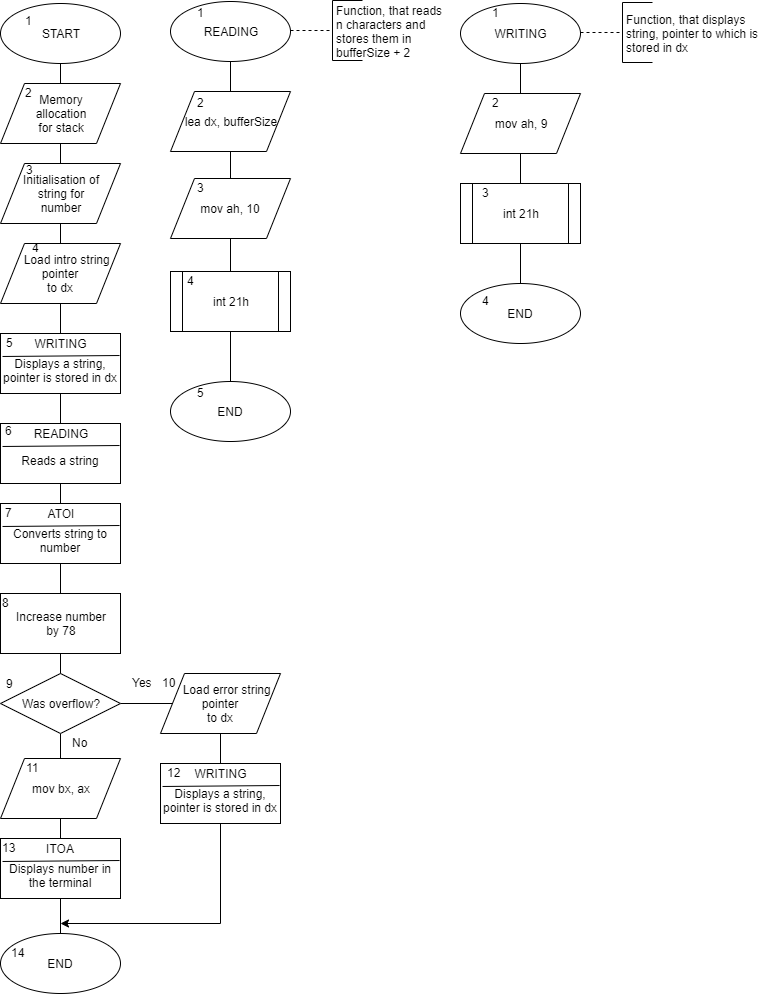 1
START
2
Memory
allocation
for stack
3
Initialisation of
string for
number
4
Load intro string
pointer
to dx
5 WRITING
Displays a string,
pointer is stored in dx
6 READING
Reads a string
7 ATOI
Converts string to
number
8
Increase number
by 78
9
Was overflow?
Yes
No
10
Load error string
pointer
to dx
11
mov bx, ax
12 WRITING
Displays a string,
pointer is stored in dx
13 ITOA
Displays number in
the terminal
14
END
1
READING
Function, that reads
n characters and
stores them in
bufferSize + 2
2
lea dx, bufferSize
3
mov ah, 10
4
int 21h
5
END
1
WRITING
Function, that displays
string, pointer to which is
stored in dx
2
mov ah, 9
3
int 21h
4
END